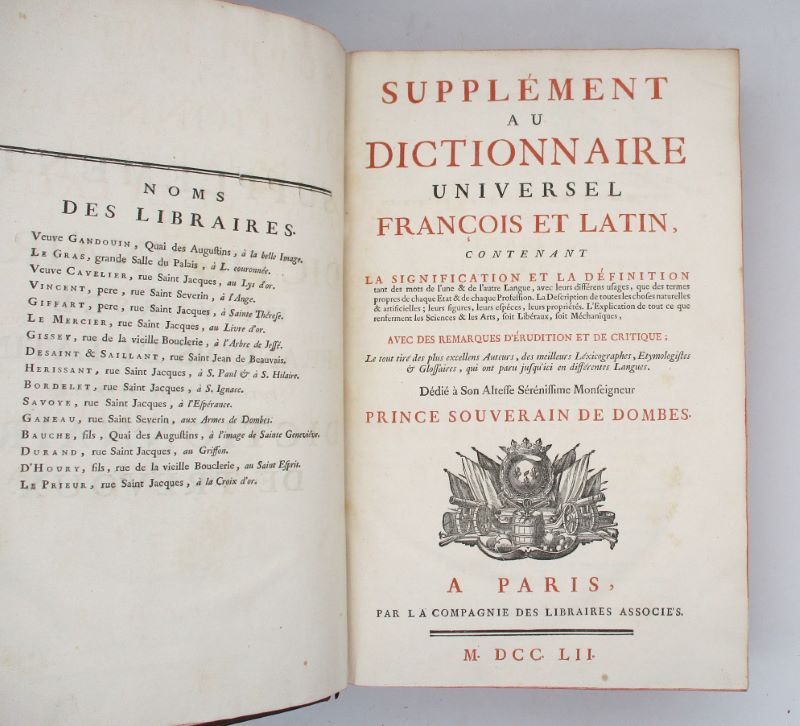 NOMS
DES LIBRAIRES.
Veuve GANDOUIN, Quai des Augustins, à la belle Image.
LE GRAS, grande Salle du Palais, à L. couronnée.
Veuve CAVELIER, rue Saint Jacques, au Lys d'or.
VINCENT, pere, rue Saint Severin, à l'Ange.
GIFFART, pere, rue Saint Jacques, à Sainte Thérese.
LE MERCIER, rue Saint Jacques, au Livre d'or.
GISSEY, rue de la vieille Bouclerie, à l'Arbre de Jessé.
DESAINT & SAILLANT, rue Saint Jean de Beauvais.
HERISSANT, rue Saint Jacques, à S. Paul & à S. Hilaire.
BORDELET, rue Saint Jacques, à S. Ignace.
SAVOYE, rue Saint Jacques, à l'Espérance.
GANEAU, rue Saint Severin, aux Armes de Dombes.
BAUCHE, fils, Quai des Augustins, à l'image de Sainte Geneviéve.
DURAND, rue Saint Jacques, au Griffon.
D'HOURY, fils, rue de la vieille Bouclerie, au Saint Esprit.
LE PRIEUR, rue Saint Jacques, à la Croix d'or.
SUPPLÉMENT
AU
DICTIONNAIRE
UNIVERSEL
FRANÇOIS ET LATIN,
CONTENANT
LA SIGNIFICATION ET LA DÉFINITION
tant des mots de l'une & de l'autre Langue, avec leurs différens usages, que des termes
propres de chaque Etat & de chaque Profession. La Description de toutes les choses naturelles
& artificielles; leurs figures, leurs espéces, leurs propriétés. L'Explication de tout ce que
renferment les Sciences & les Arts, soit Libéraux, soit Méchaniques,
AVEC DES REMARQUES D'ÉRUDITION ET DE CRITIQUE;
Le tout tiré des plus excellens Auteurs, des meilleurs Léxicographes, Etymologistes
& Glossaires, qui ont paru jusqu'ici en différentes Langues.
Dédié à Son Altesse Sérénissime Monseigneur
PRINCE SOUVERAIN DE DOMBES.
A PARIS,
PAR LA COMPAGNIE DES LIBRAIRES ASSOCIE'S.
M. DCC. LII.